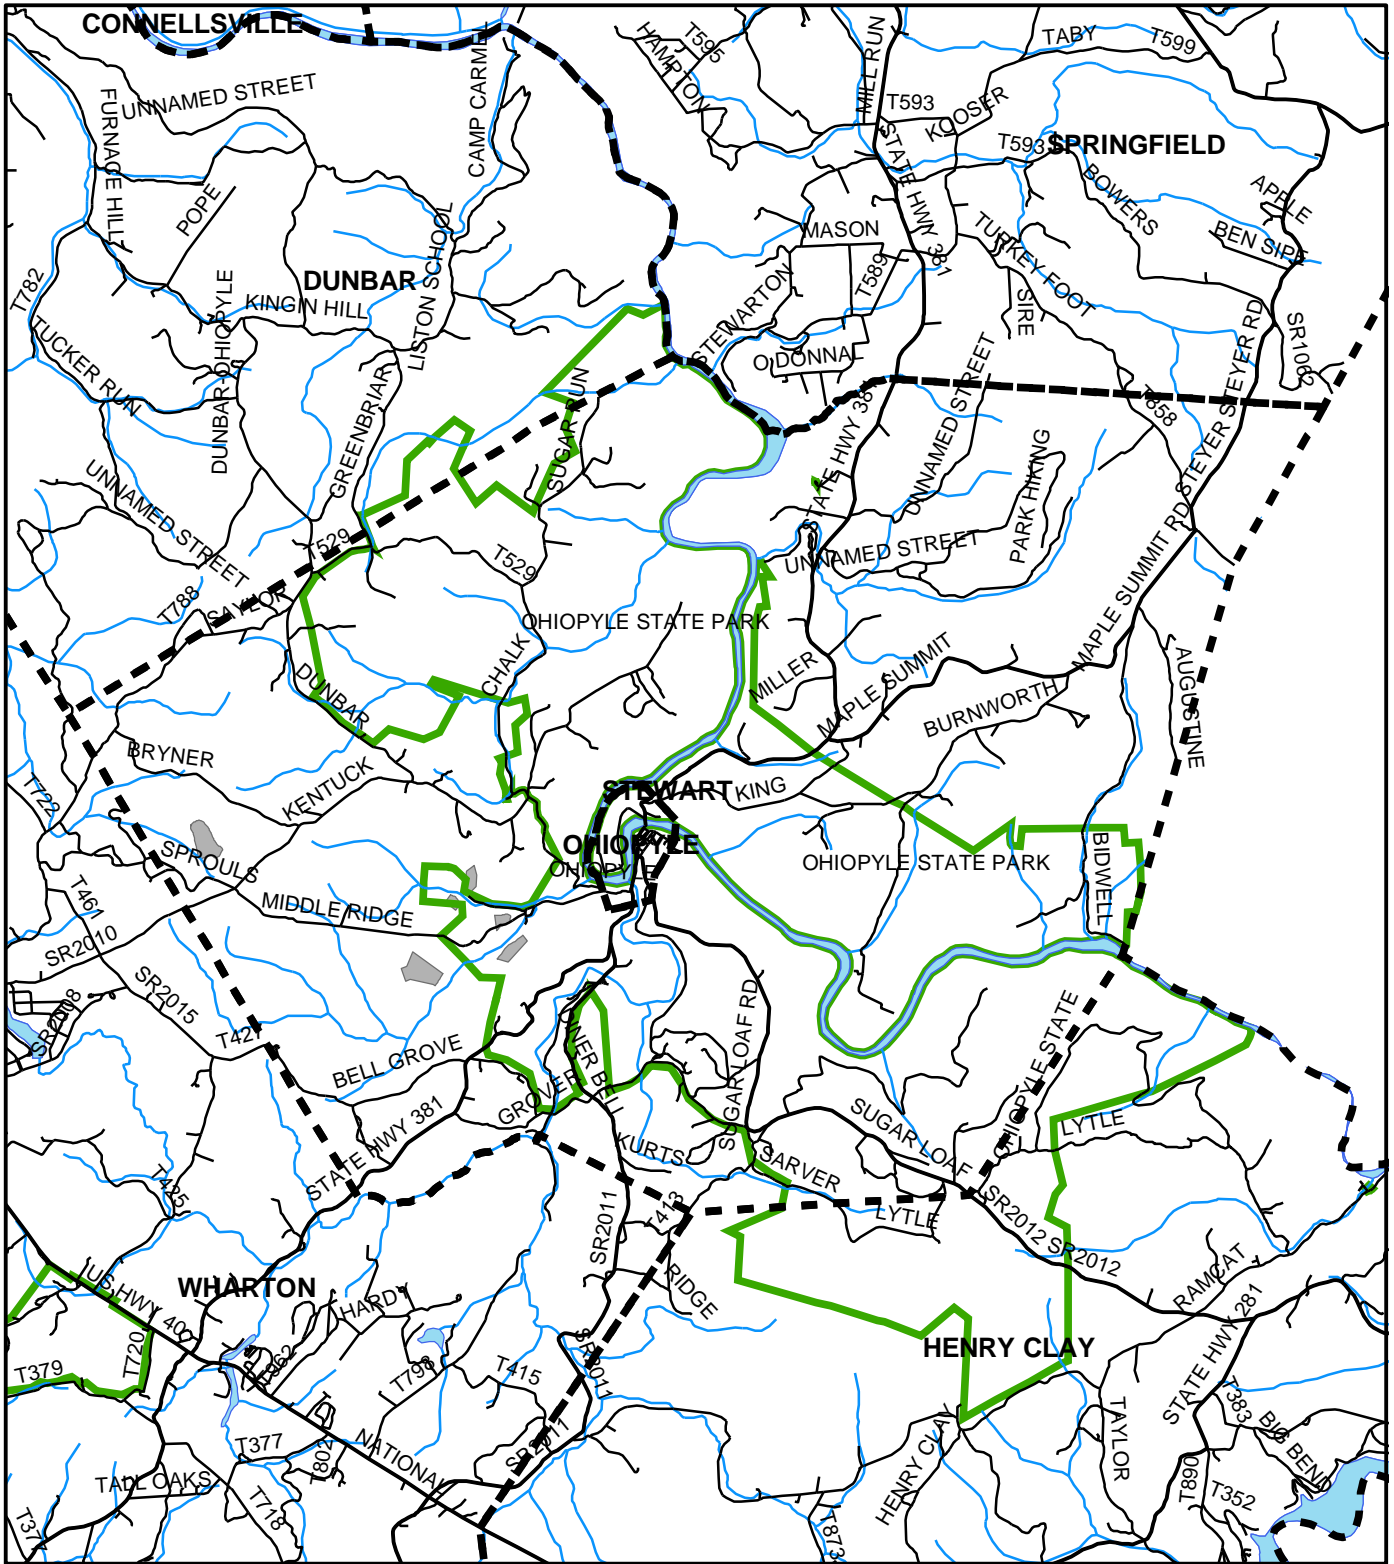 CONNELLSVILLE
HAMPTON
T595
MILL RUN
TABY
T599
UNNAMED STREET
FURNACE HILL
CAMP CARMEL
T593
KOOSER
T593
SPRINGFIELD
STATE HWY 381
BOWERS
APPLE
BEN SIPE
POPE
LISTON SCHOOL
MASON
TURKEY FOOT
T782
DUNBAR
KINGIN HILL
DUNBAR-OHIOPYLE
STEWARTON
T589
SIRE
SR1062
TUCKER RUN
O DONNAL
UNNAMED STREET
STEYER RD
STEYER
T858
GREENBRIAR
SUGAR RUN
STATE HWY 381
PARK HIKING
UNNAMED STREET
T529
T529
UNNAMED STREET
MAPLE SUMMIT RD
T788
SAYLOR
OHIOPYLE STATE PARK
CHALK
DUNBAR
MILLER
MAPLE SUMMIT
BURNWORTH
AUGUSTINE
BRYNER
KENTUCK
T722
STEWART
KING
SPROULS
OHIOPYLE
OHIOPYLE
OHIOPYLE STATE PARK
BIDWELL
T461
MIDDLE RIDGE
SR2010
SR2015
T427
BELL GROVE
SUGAR LOAF RD
OHIOPYLE STATE
GROVER
STATE HWY 381
KURTS
SARVER
SUGAR LOAF
LYTLE
T425
SR2011
T413
LYTLE
SR2012
SR2012
RAMCAT
US HWY 40
WHARTON
HARDY
RIDGE
STATE HWY 281
HENRY CLAY
T379
T720
T798
T415
SR2011
T383
BIG BEND
TAYLOR
T377
T802
NATIONAL
SR2011
HENRY CLAY
TALL OAKS
T718
T890
T352
T377
T873